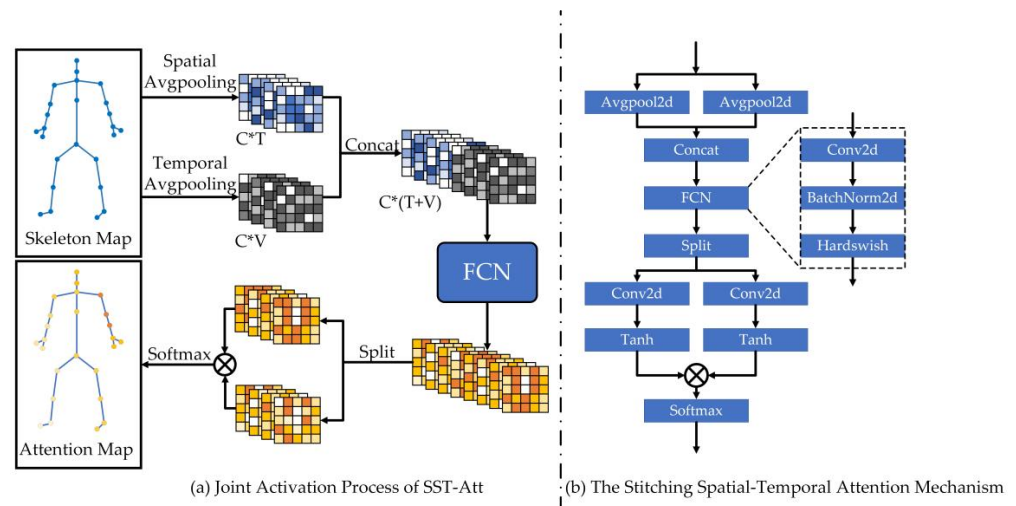 Spatial
Avgpooling
C*T
Temporal
Avgpooling
C*V
Skeleton Map
Concat
C*(T+V)
FCN
Split
Softmax
Attention Map
(a) Joint Activation Process of SST-Att
Avgpool2d
Avgpool2d
Concat
FCN
Split
Conv2d
Conv2d
Tanh
Tanh
Softmax
Conv2d
BatchNorm2d
Hardswish
(b) The Stitching Spatial-Temporal Attention Mechanism